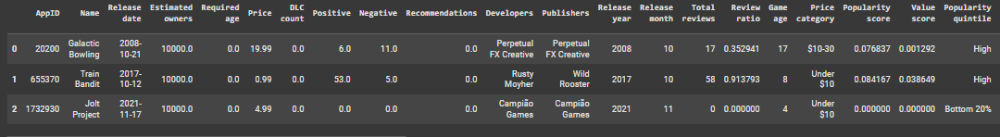 AppID Name Release date Estimated owners Required age Price DLC count Positive Negative Recommendations Developers Publishers Release year Release month Total reviews Review ratio Game age Price category Popularity score Value score Popularity quintile
0 20200 Galactic Bowling 2008-10-21 10000.0 0.0 19.99 0.0 6.0 11.0 0.0 Perpetual FX Creative Perpetual FX Creative 2008 10 17 0.352941 17 $10-30 0.076837 0.001292 High
1 655370 Train Bandit 2017-10-12 10000.0 0.0 0.99 0.0 53.0 5.0 0.0 Rusty Moyher Wild Rooster 2017 10 58 0.913793 8 Under $10 0.084167 0.038649 High
2 1732930 Jolt Project 2021-11-17 10000.0 0.0 4.99 0.0 0.0 0.0 0.0 Campião Games Campião Games 2021 11 0 0.000000 4 Under $10 0.000000 0.000000 Bottom 20%